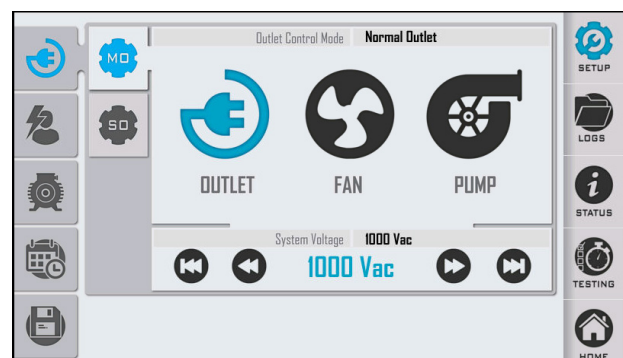 Outlet Control Mode Normal Outlet
MO
SO
OUTLET FAN PUMP
System Voltage 1000 Vac
1000 Vac
SETUP
LOGS
i
STATUS
TESTING
HOME